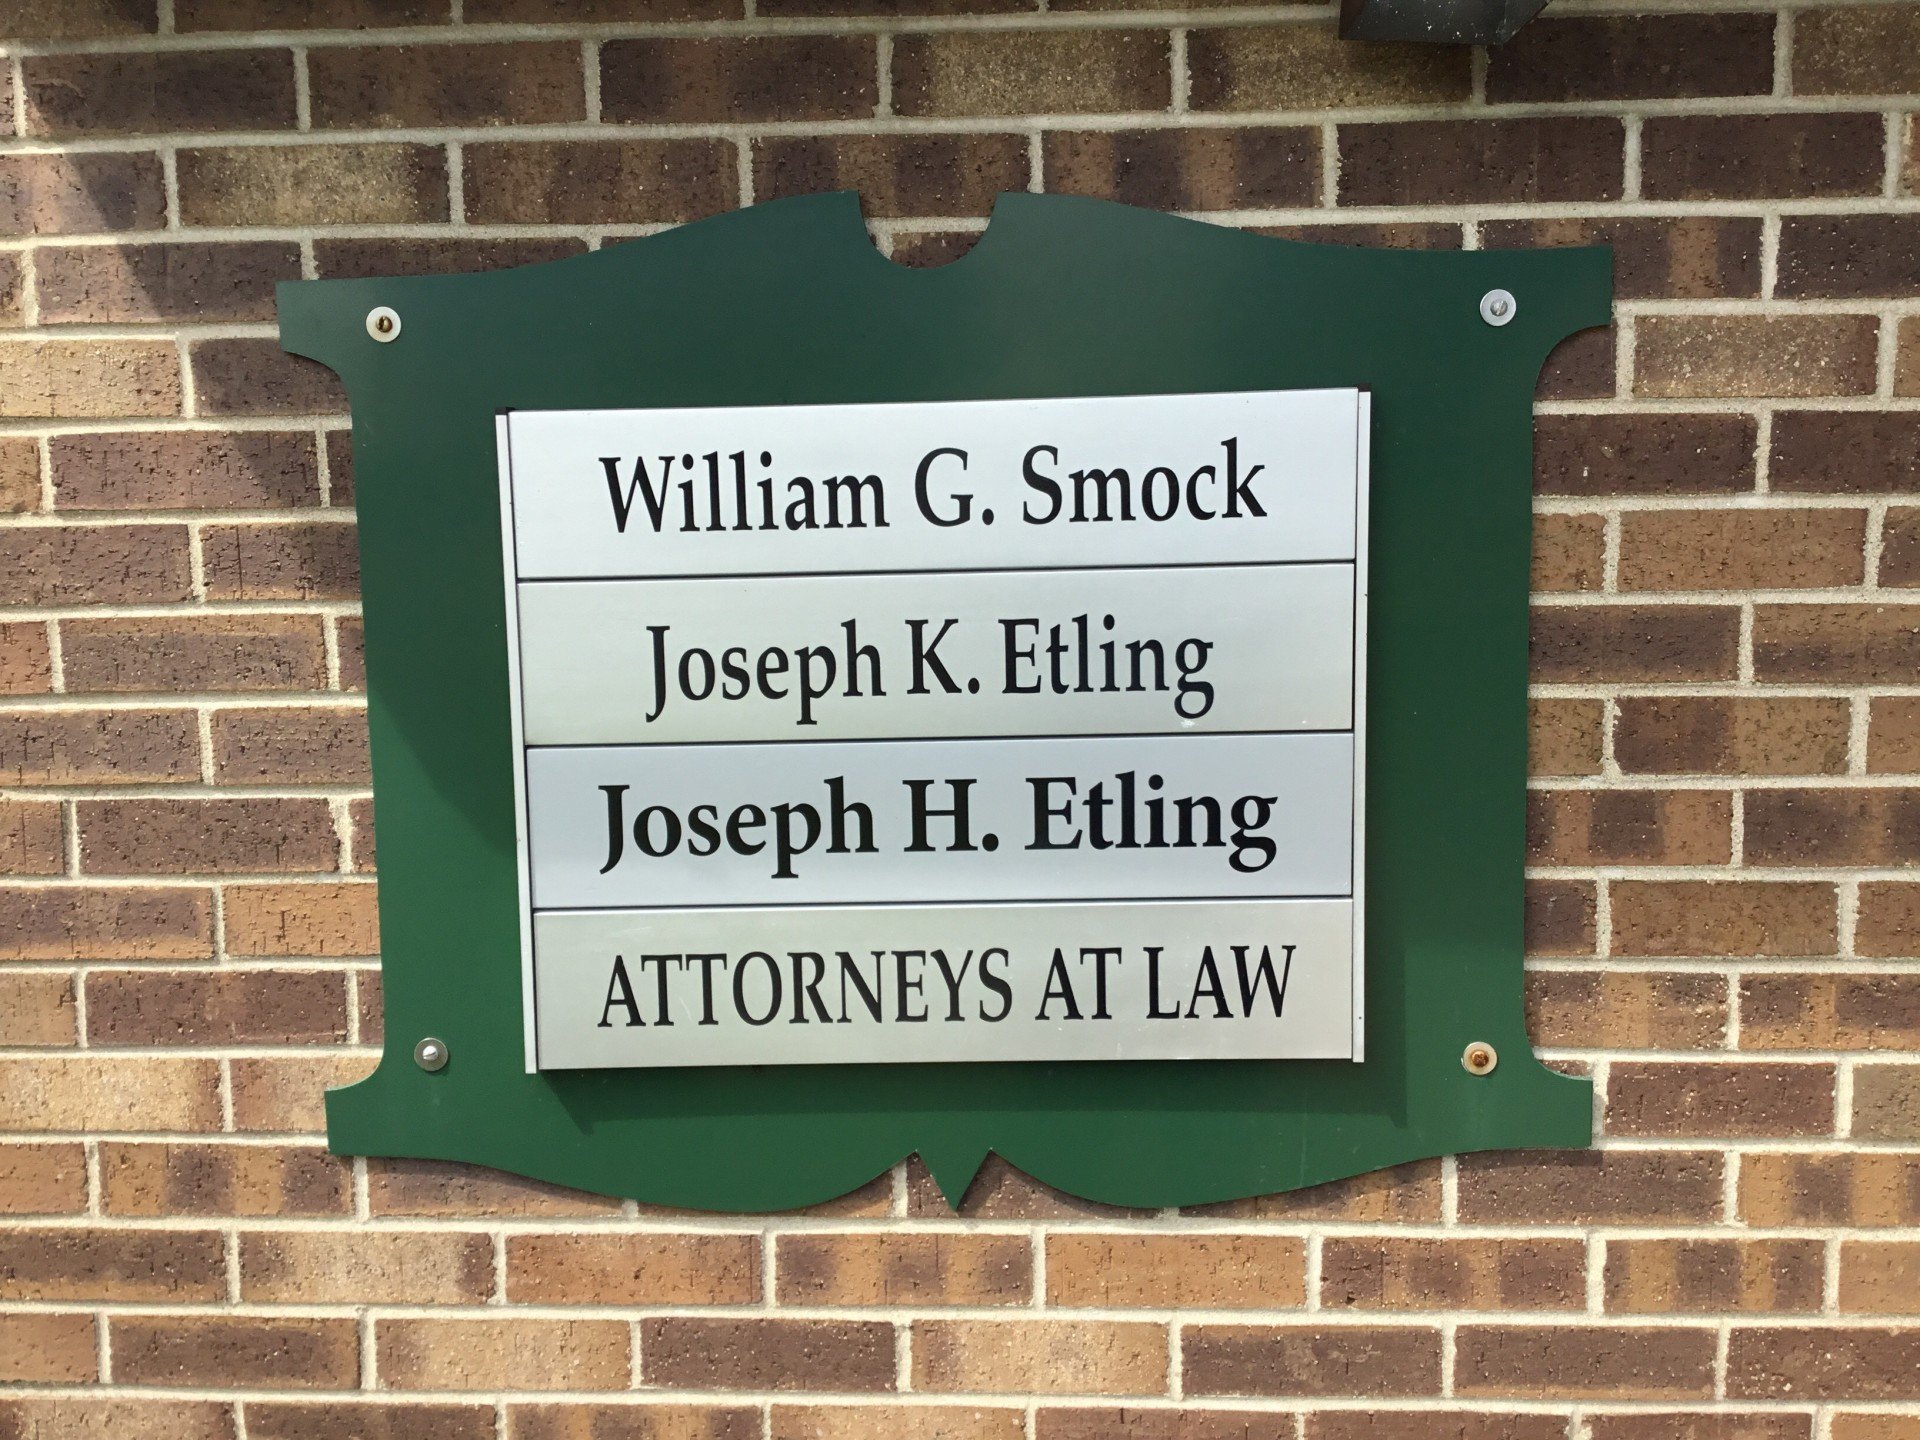 William G. Smock
Joseph K. Etling
Joseph H. Etling
ATTORNEYS AT LAW